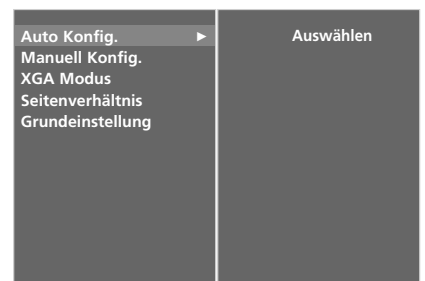 Auto Konfig. ► Auswählen
Manuell Konfig.
XGA Modus
Seitenverhältnis
Grundeinstellung